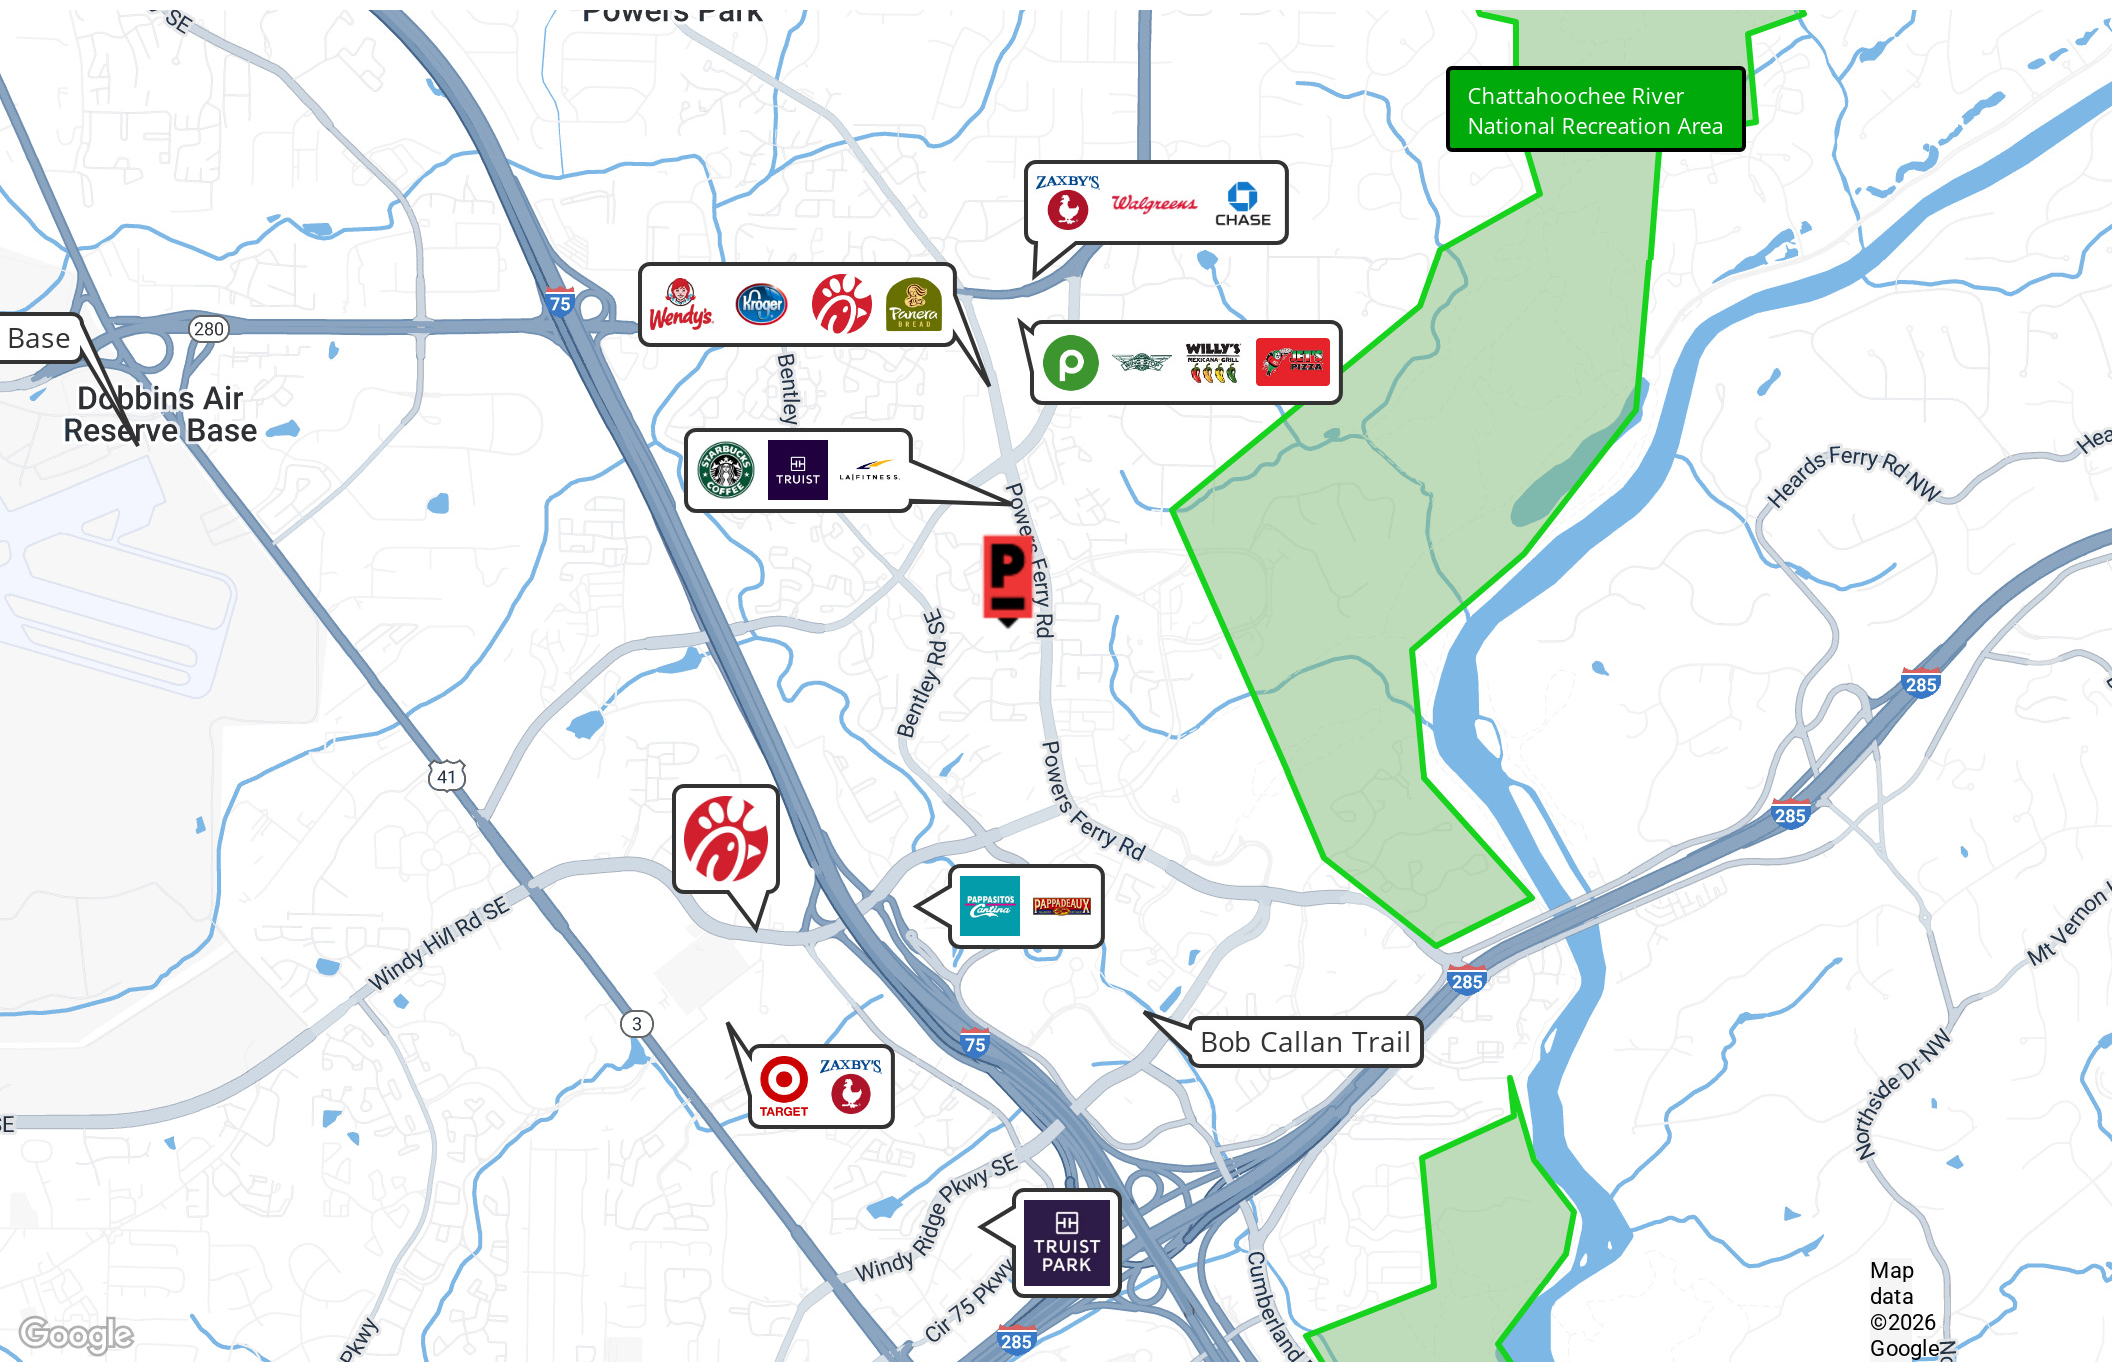 Powers Park
SE
Chattahoochee River
National Recreation Area
ZAXBY'S
Walgreens
CHASE
Wendy's
Kroger
Panera
BREAD
75
280
Base
Dobbins Air
Reserve Base
Bentley
WILLY'S
MEXICANA GRILL
JET'S
PIZZA
STARBUCKS
COFFEE
TRUIST
LA|FITNESS.
Powers Ferry Rd
P
Heards Ferry Rd NW
Hea
Bentley Rd SE
285
41
Powers Ferry Rd
285
PAPPASITOS
Cantina
PAPPADEAUX
Windy Hill Rd SE
Mt Vernon
285
3
75
Bob Callan Trail
TARGET
ZAXBY'S
SE
Northside Dr NW
Windy Ridge Pkwy SE
TRUIST
PARK
Cir 75 Pkwy
Cumberland
285
Pkwy
Google
Map
data
©2026
Google